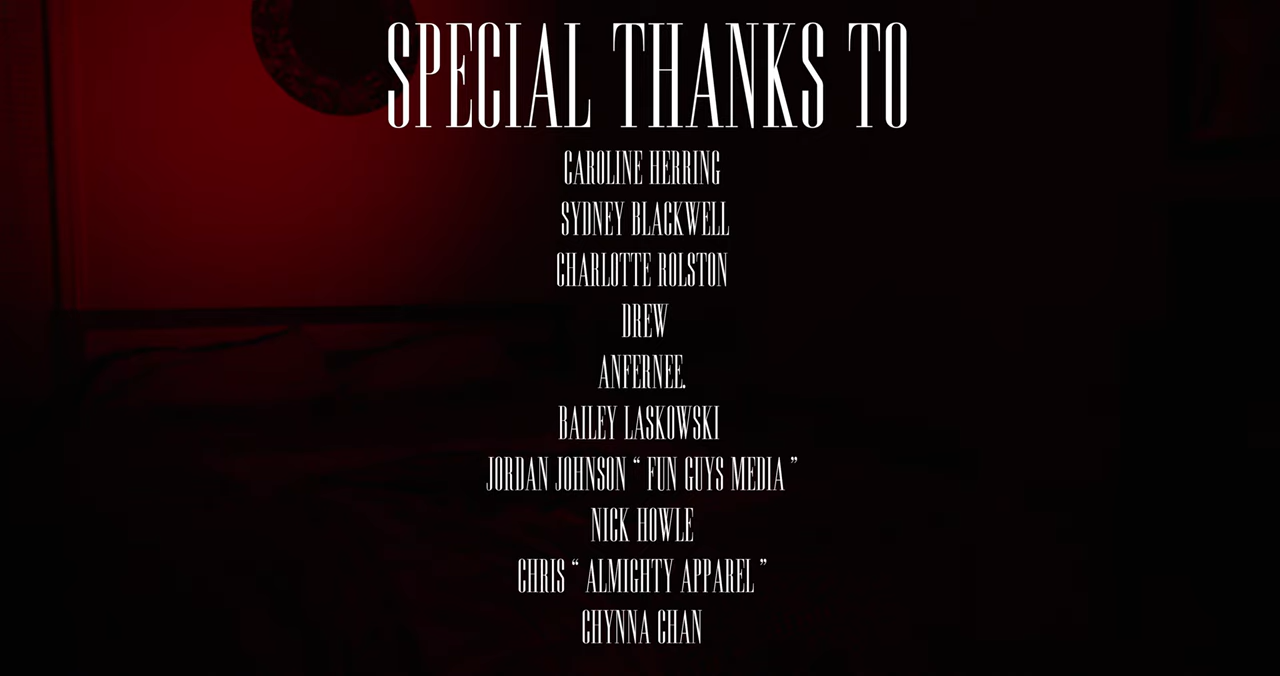 SPECIAL THANKS TO
CAROLINE HERRING
SYDNEY BLACKWELL
CHARLOTTE ROLSTON
DREW
ANFERNEE.
BAILEY LASKOWSKI
JORDAN JOHNSON “ FUN GUYS MEDIA ”
NICK HOWLE
CHRIS “ ALMIGHTY APPAREL ”
CHYNNA CHAN